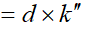 = d × k″